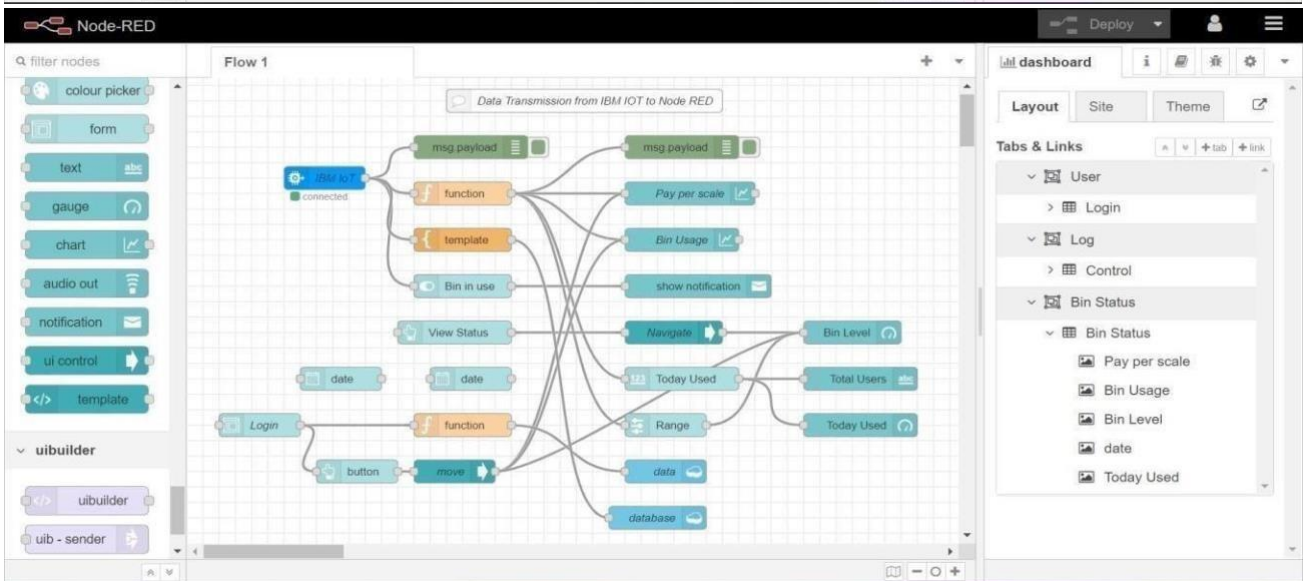 Node-RED
Deploy
filter nodes
colour picker
form
text
abc
gauge
chart
audio out
notification
ui control
template
uibuilder
uibuilder
uib - sender
Flow 1
Data Transmission from IBM IOT to Node RED
msg.payload
msg.payload
IBM IoT
connected
function
Pay per scale
template
Bin Usage
Bin in use
show notification
View Status
Navigate
Bin Level
date
date
123
Today Used
Total Users
abc
Login
function
Range
Today Used
button
move
data
database
dashboard
i
Layout
Site
Theme
Tabs & Links
+ tab
+ link
User
Login
Log
Control
Bin Status
Bin Status
Pay per scale
Bin Usage
Bin Level
date
Today Used